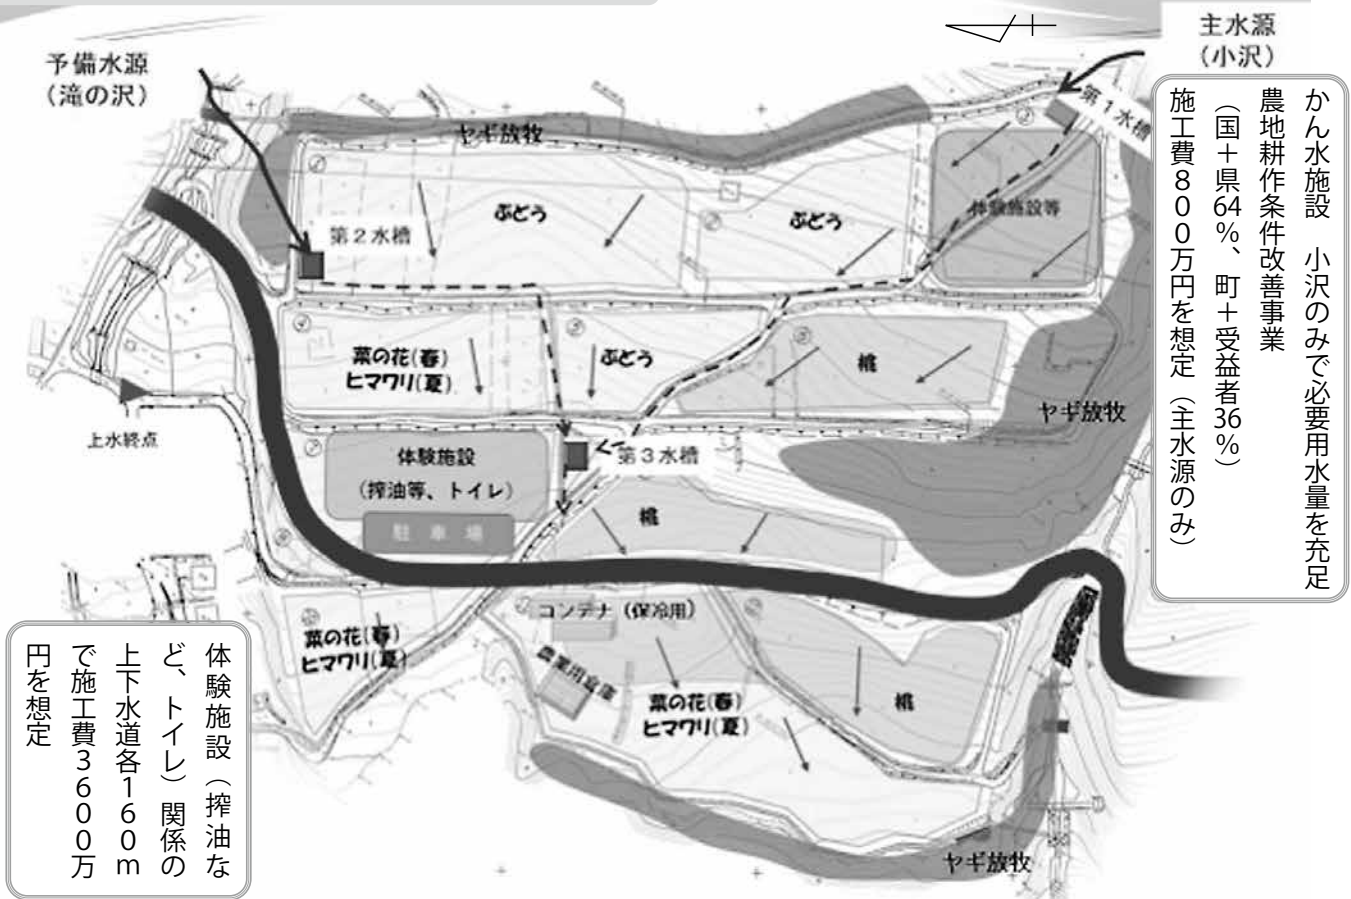 主水源
(小沢)
予備水源
(滝の沢)
かん水施設　小沢のみで必要用水量を充足
農地耕作条件改善事業
(国＋県64％、町＋受益者36％)
施工費８００万円を想定（主水源のみ）
第１水槽
ヤギ放牧
体験施設等
ぶどう
ぶどう
第２水槽
菜の花(春)
ヒマワリ(夏)
ぶどう
桃
ヤギ放牧
上水終点
体験施設
(搾油等、トイレ)
第３水槽
駐車場
桃
コンテナ（保冷用）
農業用倉庫
菜の花(春)
ヒマワリ(夏)
菜の花(春)
ヒマワリ(夏)
桃
ヤギ放牧
体験施設（搾油な
ど、トイレ）関係の
上下水道各１６０ｍ
で施工費３６００万
円を想定